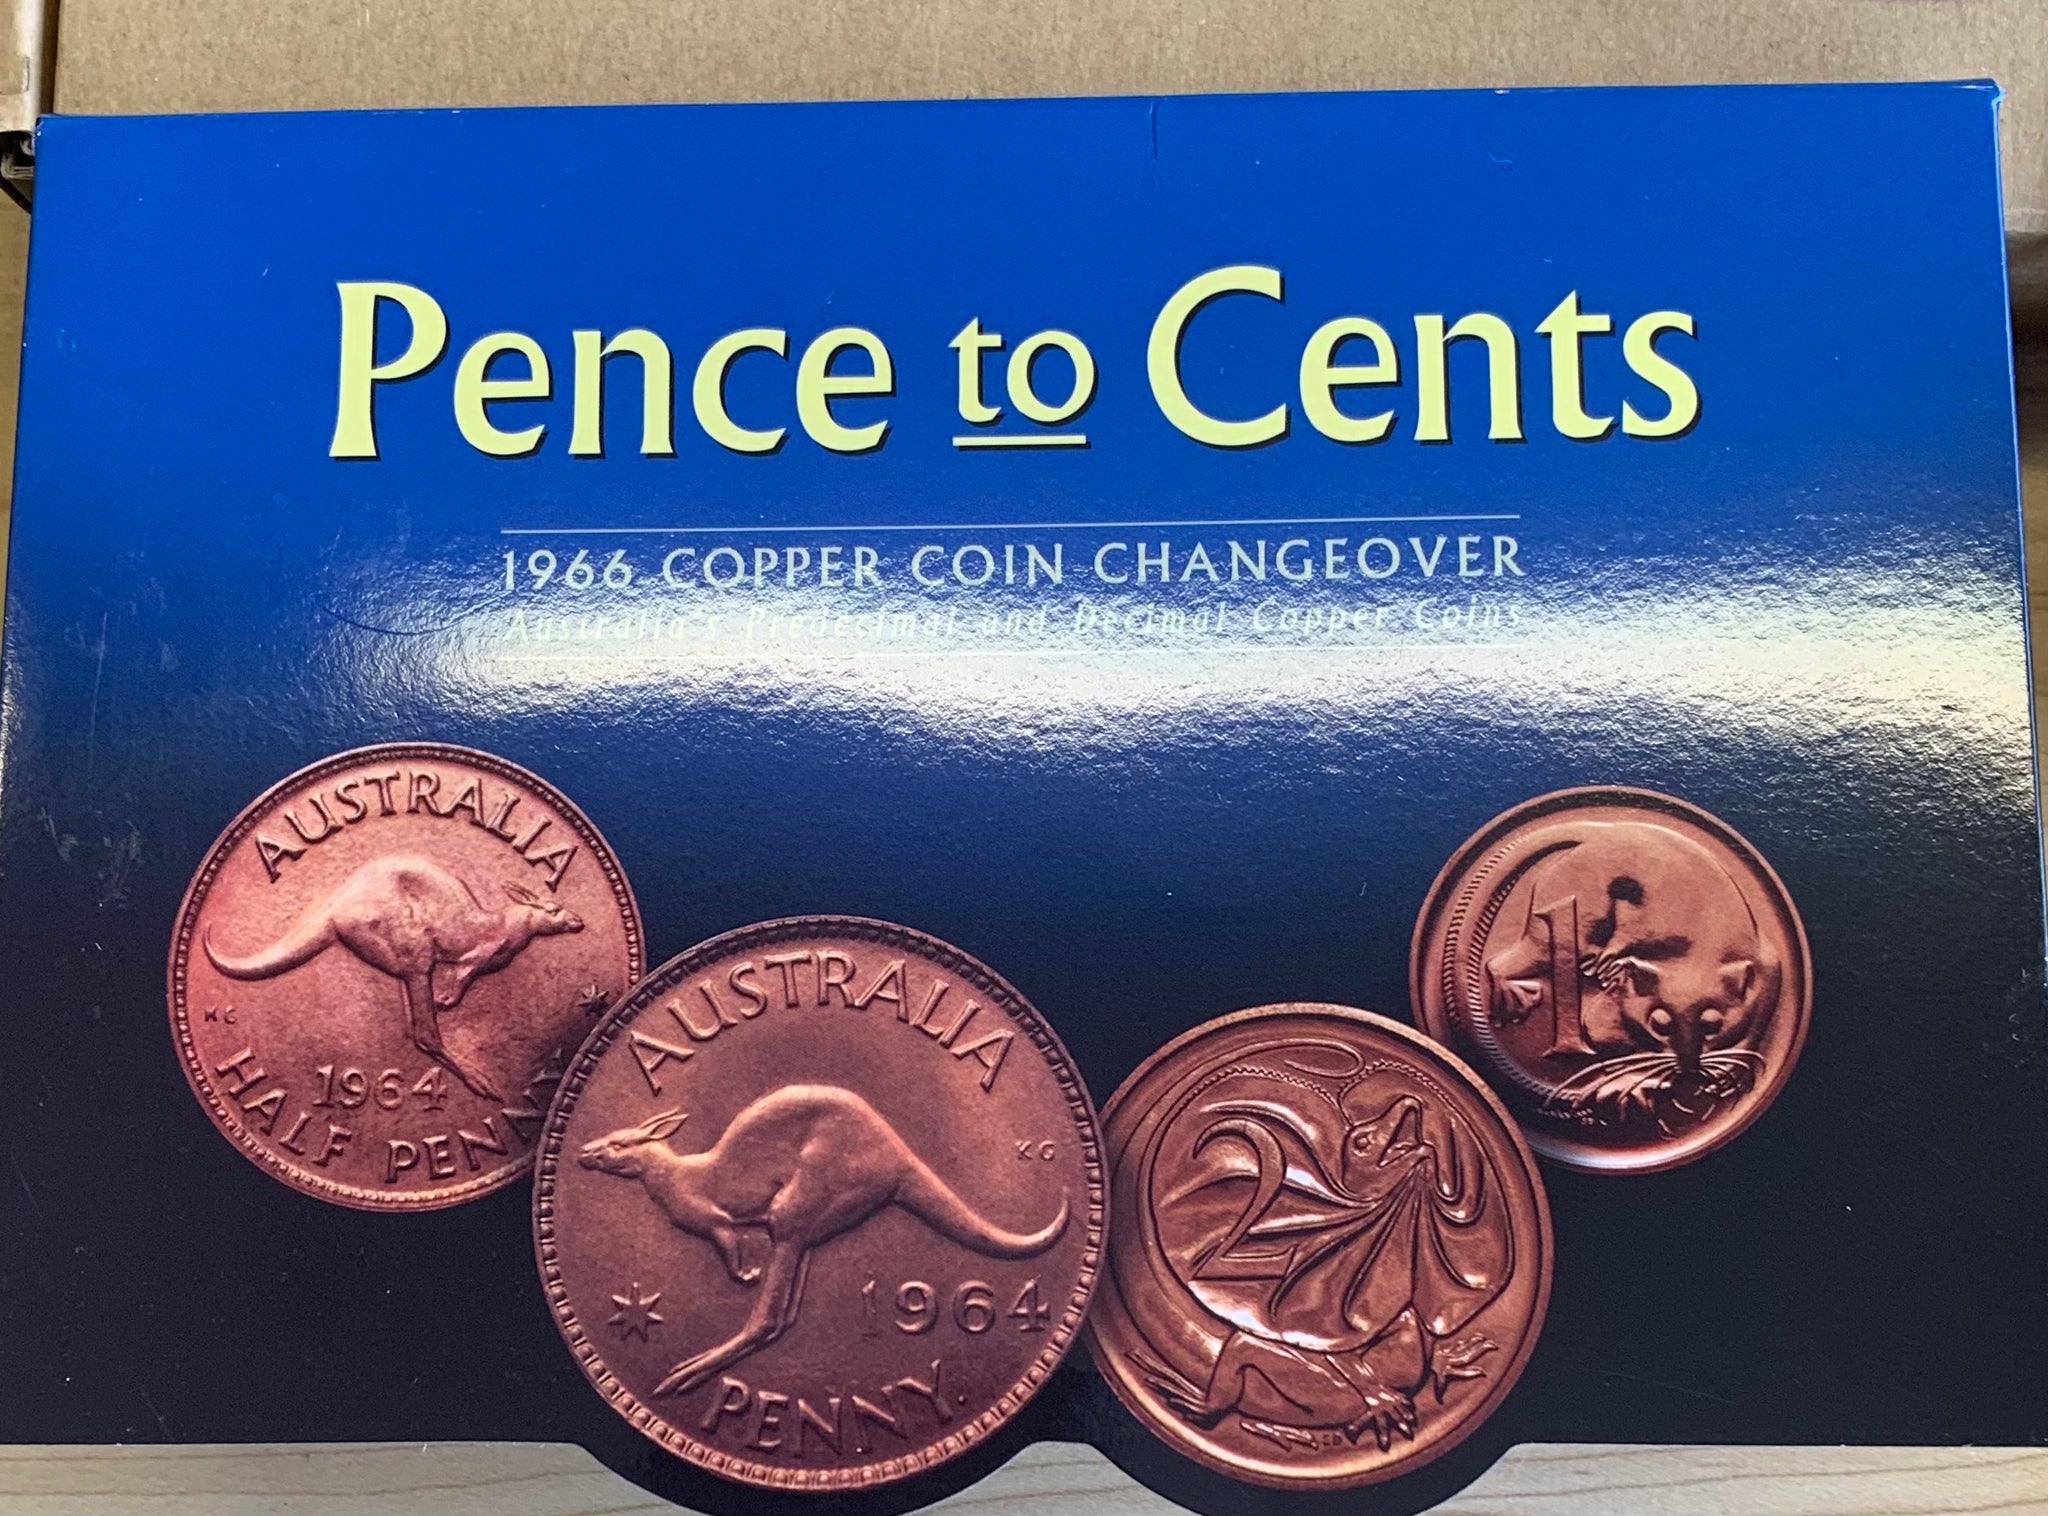 Pence to Cents
1966 COPPER COIN CHANGEOVER
Australia's Predecimal and Decimal Copper Coins
AUSTRALIA
KG
1964
HALF PENNY
AUSTRALIA
KG
1964
PENNY.
2
SD
1